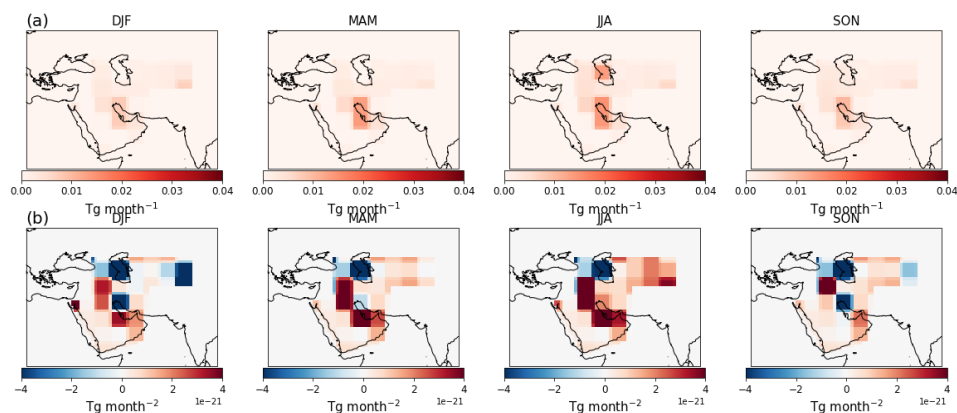 (a) DJF MAM JJA SON
0.00 0.01 0.02 0.03 0.04 0.00 0.01 0.02 0.03 0.04 0.00 0.01 0.02 0.03 0.04 0.00 0.01 0.02 0.03 0.04
Tg month⁻¹ Tg month⁻¹ Tg month⁻¹ Tg month⁻¹
(b) DJF MAM JJA SON
−4 −2 0 2 4 −4 −2 0 2 4 −4 −2 0 2 4 −4 −2 0 2 4
Tg month⁻² 1e−21 Tg month⁻² 1e−21 Tg month⁻² 1e−21 Tg month⁻² 1e−21